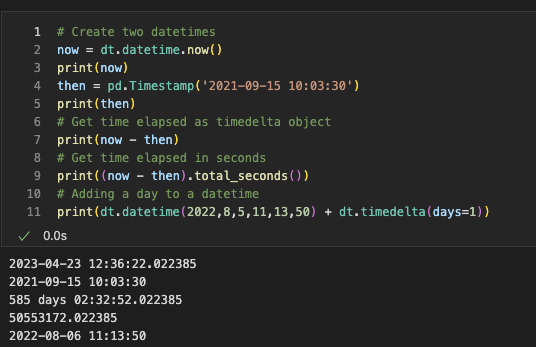 1 # Create two datetimes
2 now = dt.datetime.now()
3 print(now)
4 then = pd.Timestamp('2021-09-15 10:03:30')
5 print(then)
6 # Get time elapsed as timedelta object
7 print(now - then)
8 # Get time elapsed in seconds
9 print((now - then).total_seconds())
10 # Adding a day to a datetime
11 print(dt.datetime(2022,8,5,11,13,50) + dt.timedelta(days=1))
✓ 0.0s
2023-04-23 12:36:22.022385
2021-09-15 10:03:30
585 days 02:32:52.022385
50553172.022385
2022-08-06 11:13:50